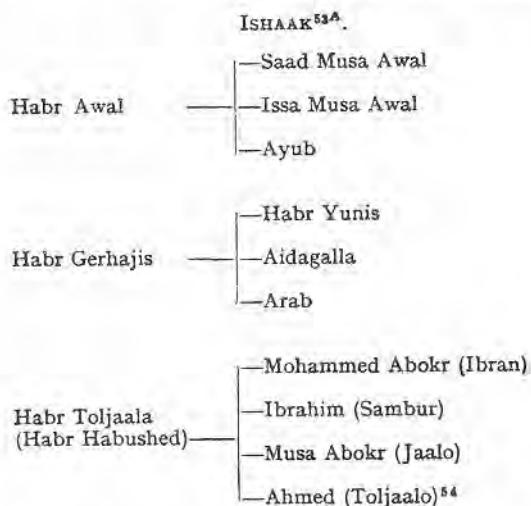 ISHAAK⁵³ᴬ.
Saad Musa Awal
Habr Awal
Issa Musa Awal
Ayub
Habr Yunis
Habr Gerhajis
Aidagalla
Arab
Mohammed Abokr (Ibran)
Ibrahim (Sambur)
Habr Toljaala
(Habr Habushed)
Musa Abokr (Jaalo)
Ahmed (Toljaalo)⁵⁴